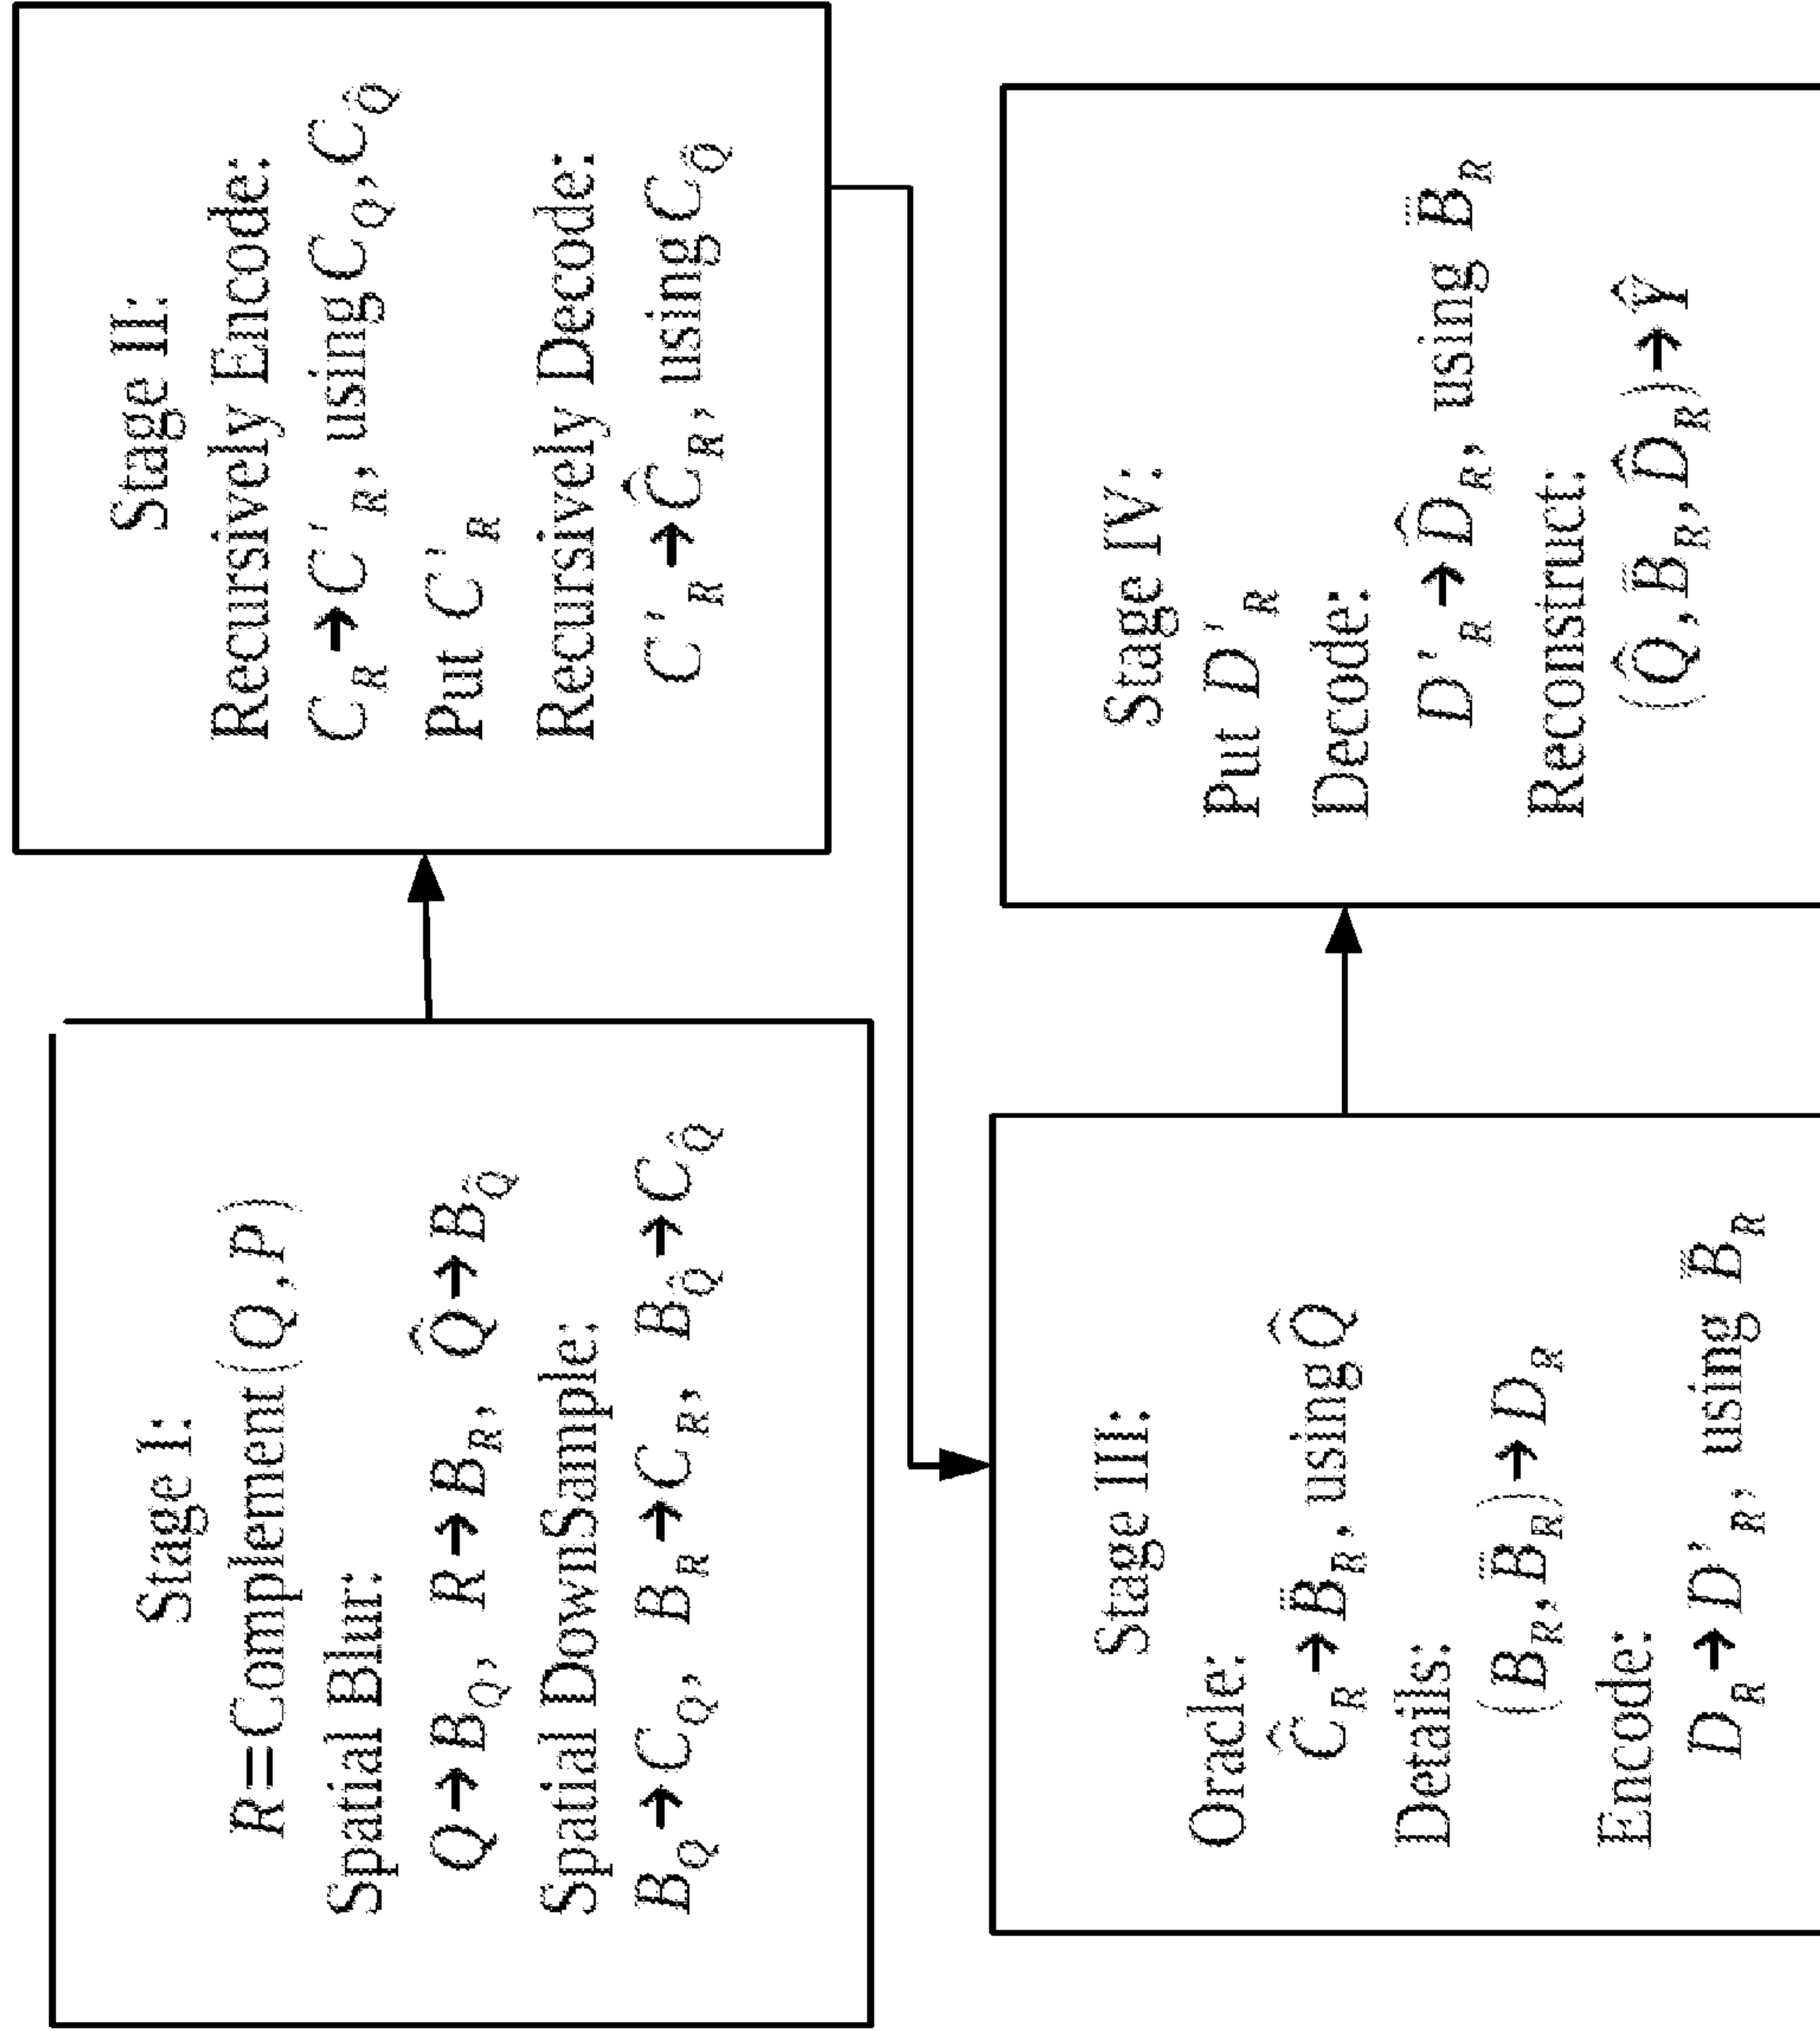 Stage I:
R=Complement(Q,P)
Spatial Blur:
Q→B_Q, R→B_R, Q̂→B_Q̂
Spatial DownSample:
B_Q→C_Q, B_R→C_R, B_Q̂→C_Q̂
Stage II:
Recursively Encode:
C_R→C'_R, using C_Q, C_Q̂
Put C'_R
Recursively Decode:
C'_R→Ĉ_R, using C_Q̂
Stage III:
Oracle:
Ĉ_R→B̿_R, using Q̂
Details:
(B_R, B̿_R)→D_R
Encode:
D_R→D'_R, using B̿_R
Stage IV:
Put D'_R
Decode:
D'_R→D̂_R, using B̿_R
Reconstruct:
(Q̂, B̿_R, D̂_R)→Ŷ